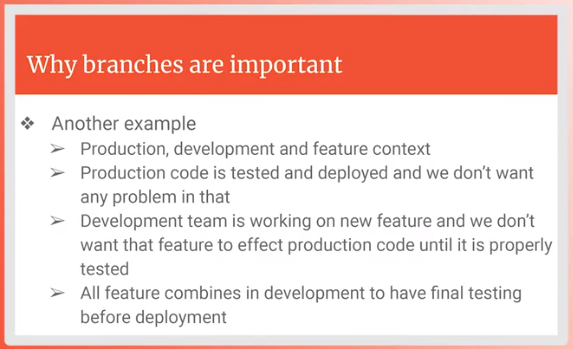 Why branches are important
❖ Another example
➢ Production, development and feature context
➢ Production code is tested and deployed and we don't want
any problem in that
➢ Development team is working on new feature and we don't
want that feature to effect production code until it is properly
tested
➢ All feature combines in development to have final testing
before deployment